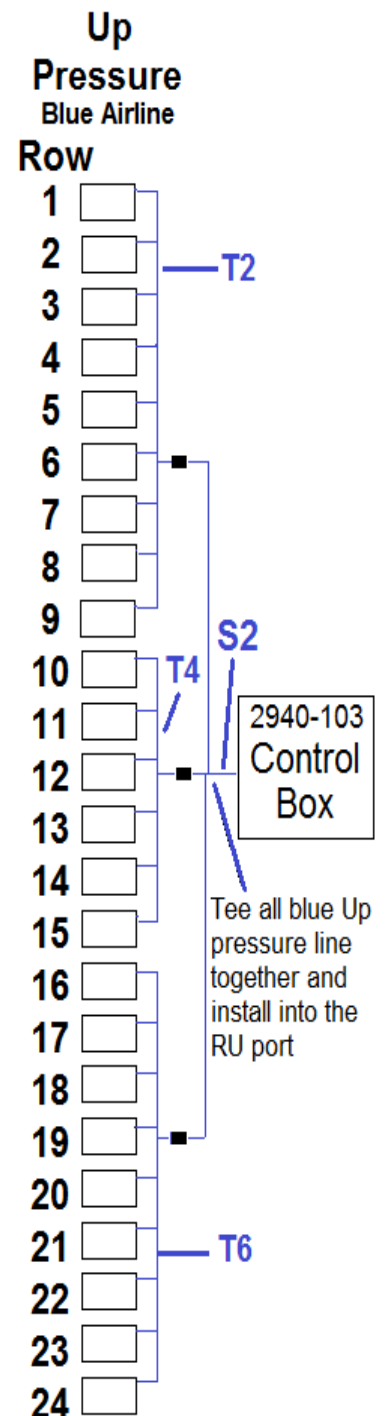 Up
Pressure
Blue Airline
Row
1
2
T2
3
4
5
6
7
8
9
S2
10
T4
11
2940-103
12
Control
Box
13
14
Tee all blue Up
15
pressure line
together and
16
install into the
17
RU port
18
19
20
21
T6
22
23
24